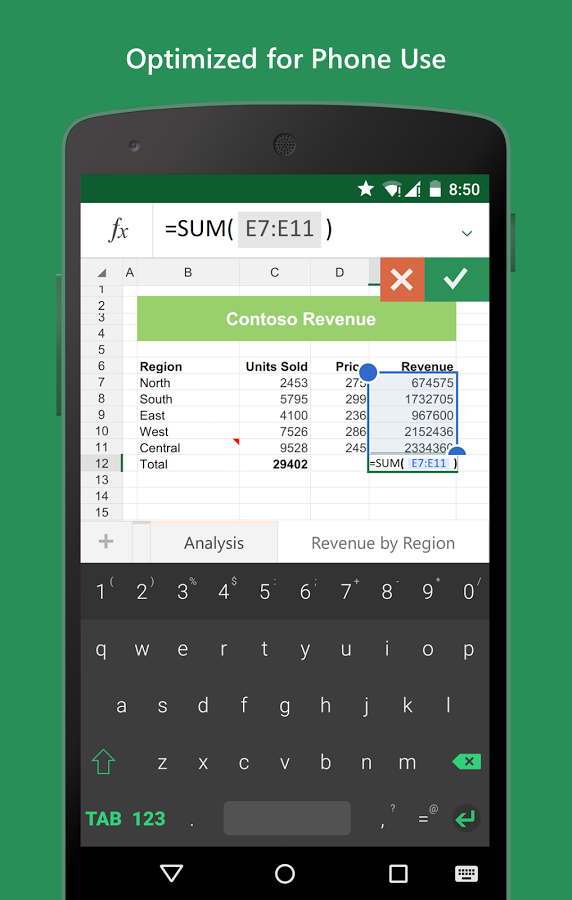 Optimized for Phone Use
8:50
fx =SUM( E7:E11 )
A B C D
1
2
3 Contoso Revenue
4
5
6 Region Units Sold Revenue
7 North 2453 674575
8 South 5795 299 1732705
9 East 4100 236 967600
10 West 7526 286 2152436
11 Central 9528 245 2334360
12 Total 29402 =SUM( E7:E11 )
13
14
15
+ Analysis Revenue by Region
1 ( 2 ) 3 % 4 $ 5 : 6 ; 7 + 8 - 9 * 0 /
q w e r t y u i o p
a s d f g h j k l
z x c v b n m
TAB 123 . , ? = @